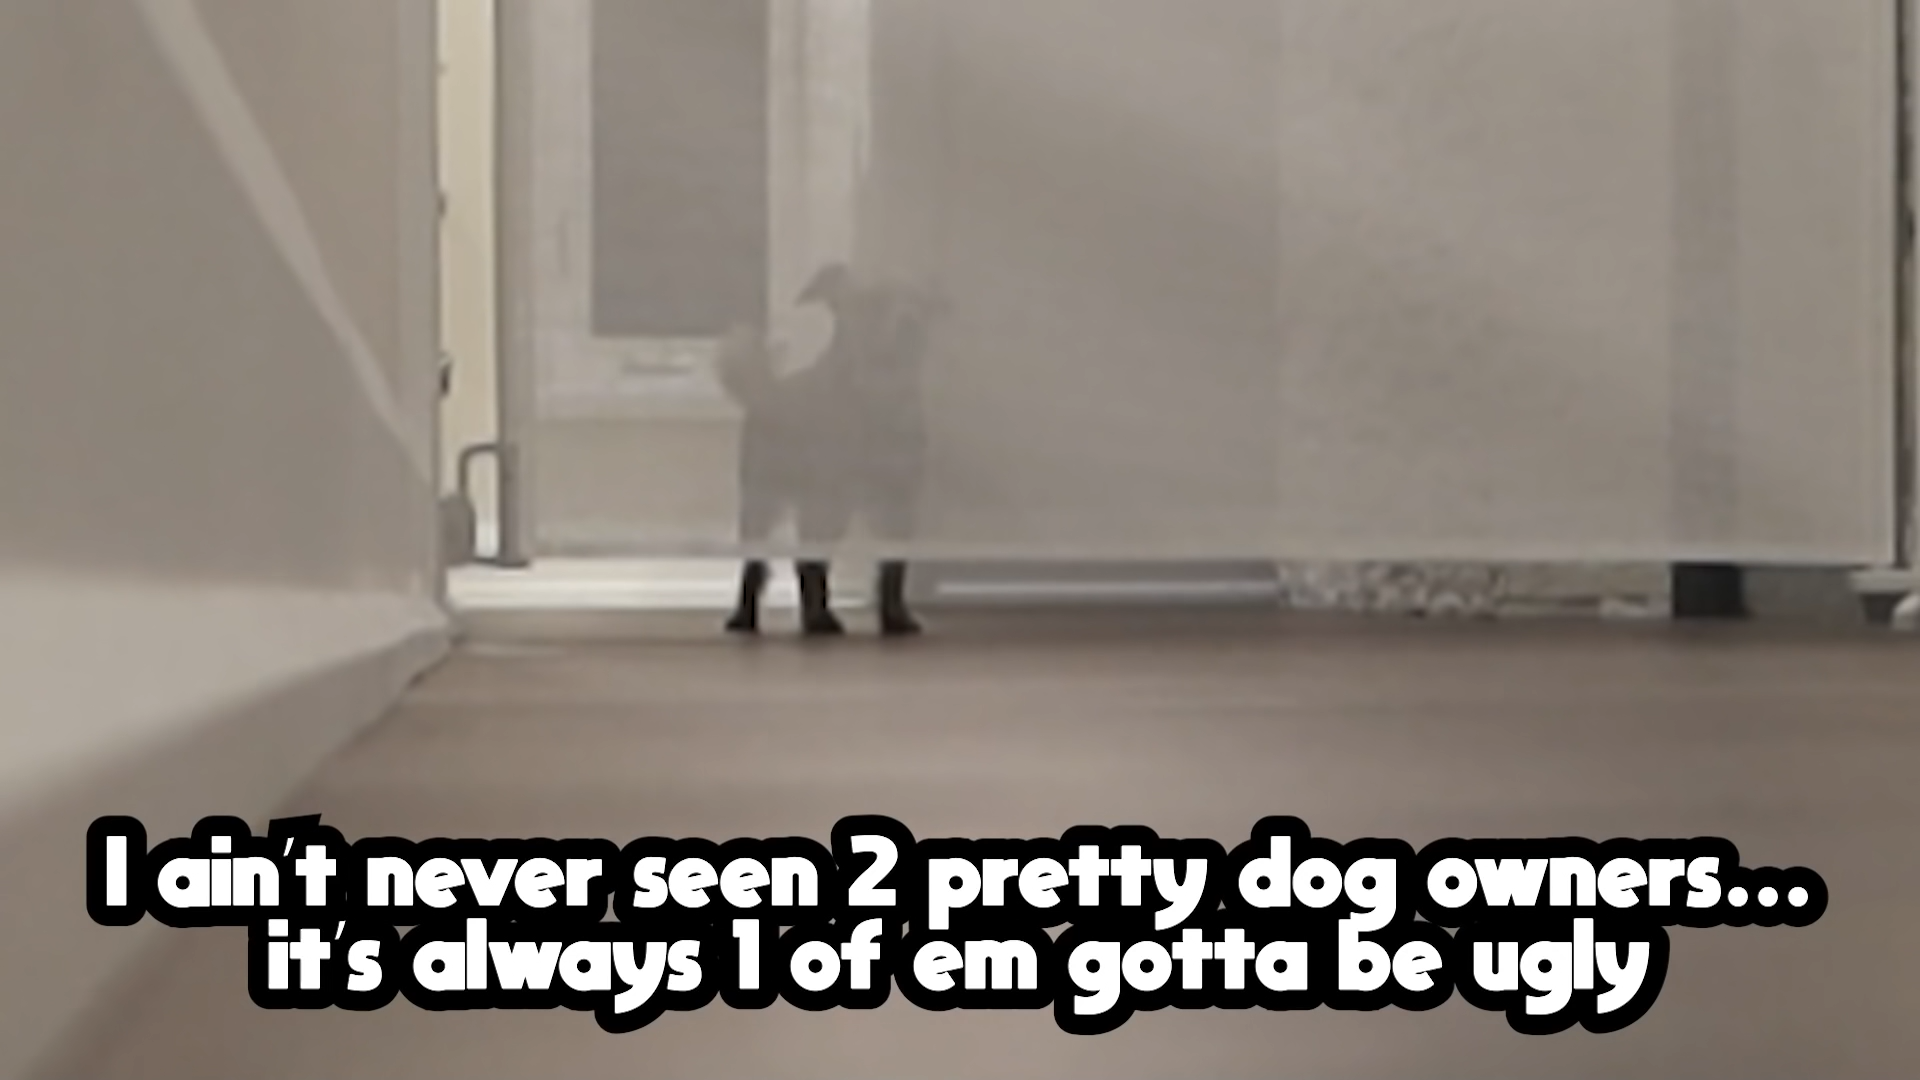 I ain't never seen 2 pretty dog owners...
it's always 1 of em gotta be ugly